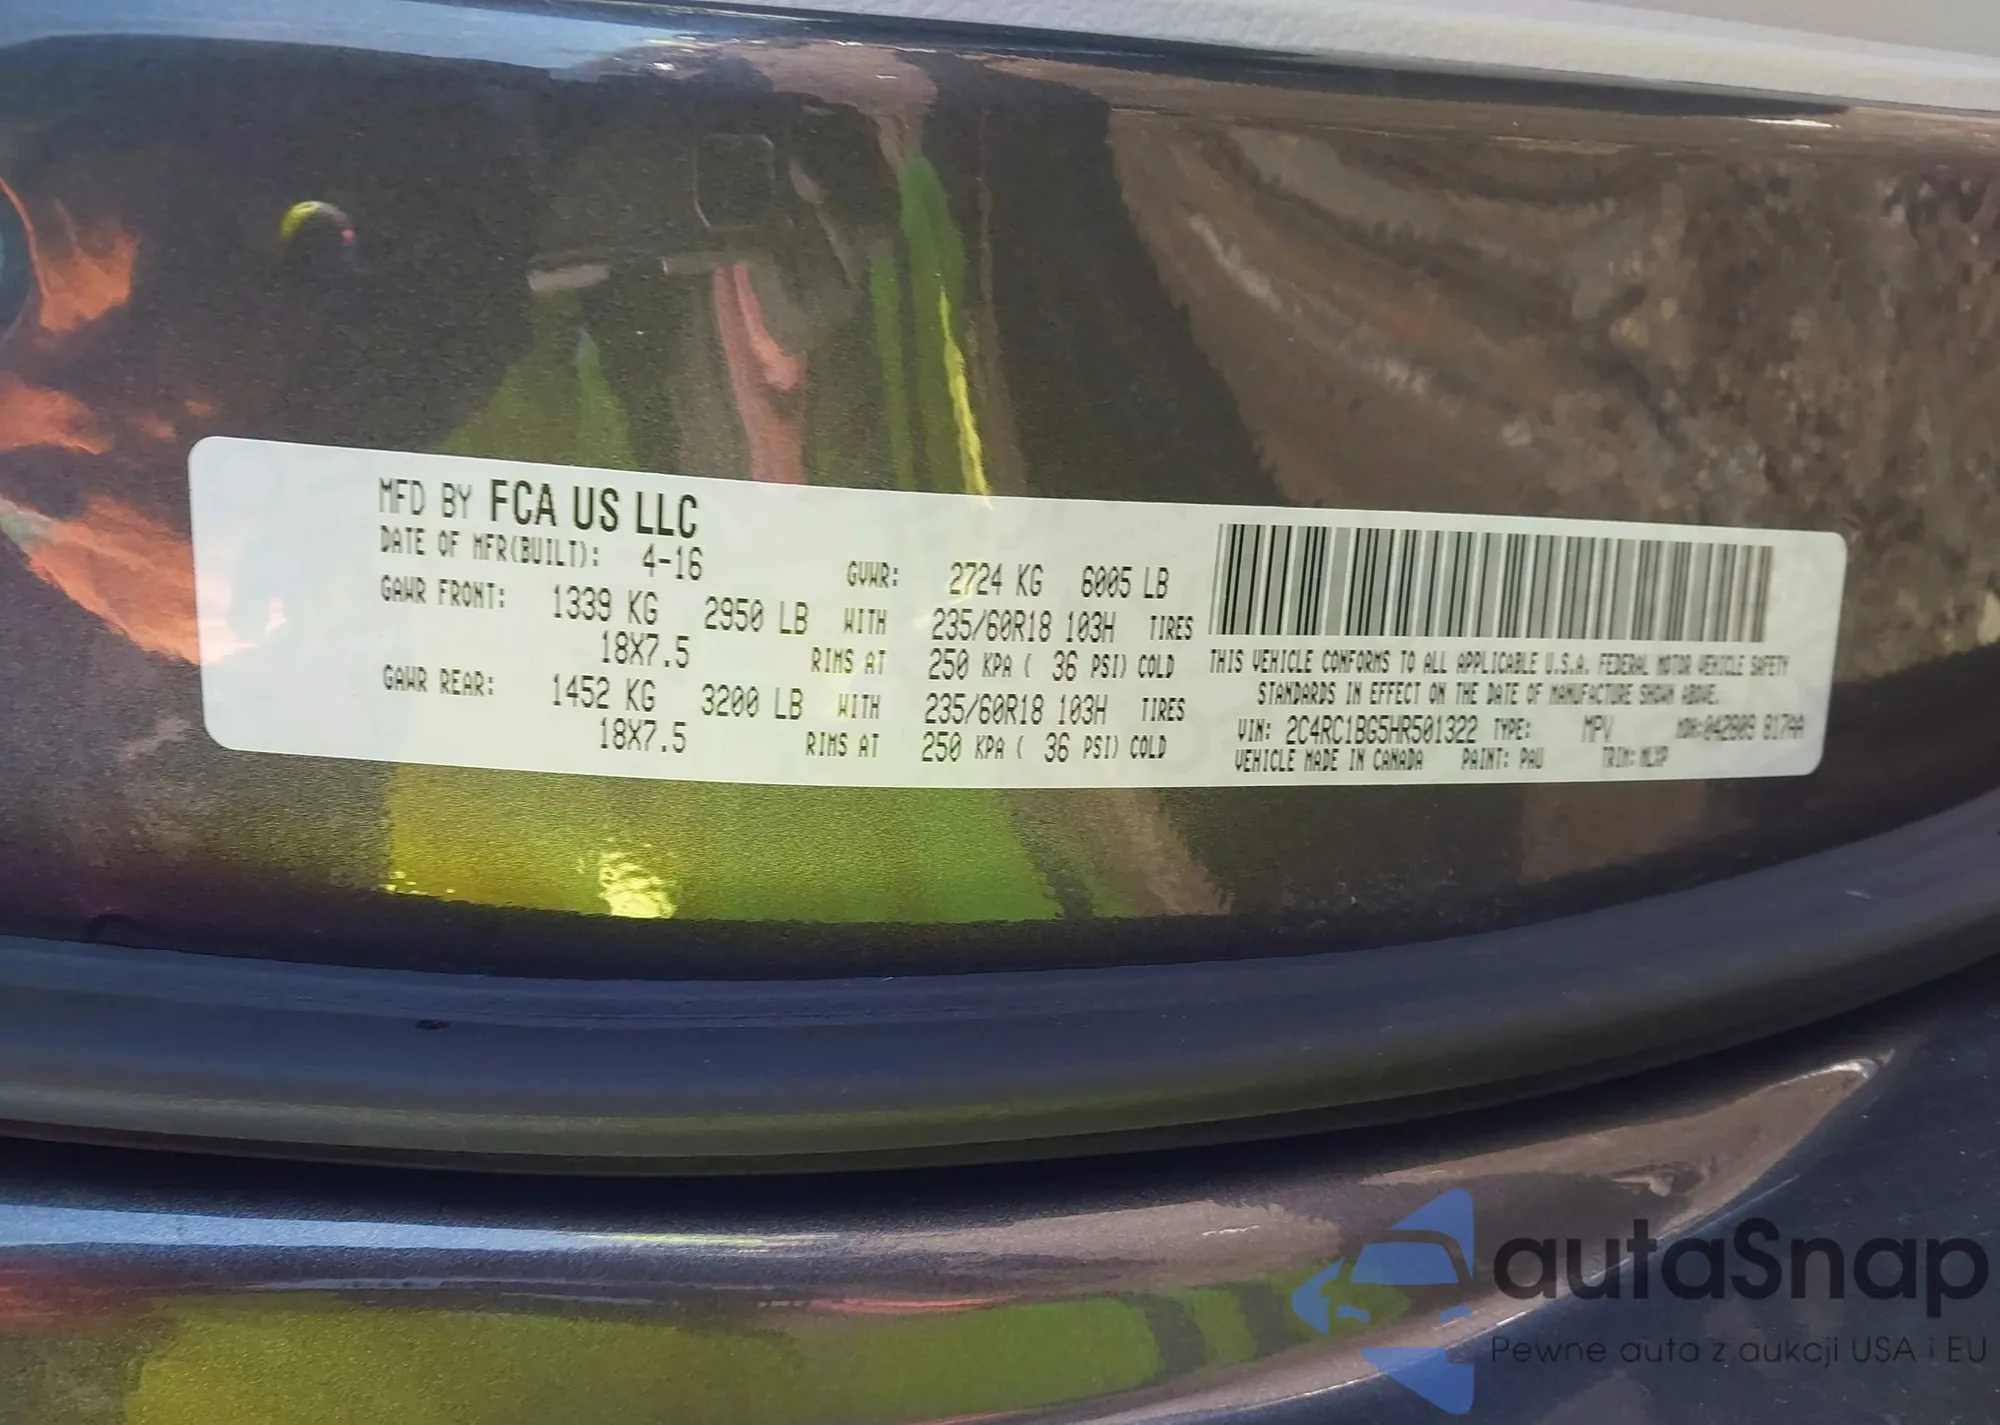 MFD BY FCA US LLC
DATE OF MFR(BUILT): 4-16 GVWR: 2724 KG 6005 LB
GAWR FRONT: 1339 KG 2950 LB WITH 235/60R18 103H TIRES
18X7.5 RIMS AT 250 KPA ( 36 PSI) COLD
GAWR REAR: 1452 KG 3200 LB WITH 235/60R18 103H TIRES
18X7.5 RIMS AT 250 KPA ( 36 PSI) COLD
THIS VEHICLE CONFORMS TO ALL APPLICABLE U.S.A. FEDERAL MOTOR VEHICLE SAFETY
STANDARDS IN EFFECT ON THE DATE OF MANUFACTURE SHOWN ABOVE.
VIN: 2C4RC1BG5HR501322 TYPE: MPV MDH:042809 817AA
VEHICLE MADE IN CANADA PAINT: PAU TRIM:
autaSnap
Pewne auta z aukcji USA i EU